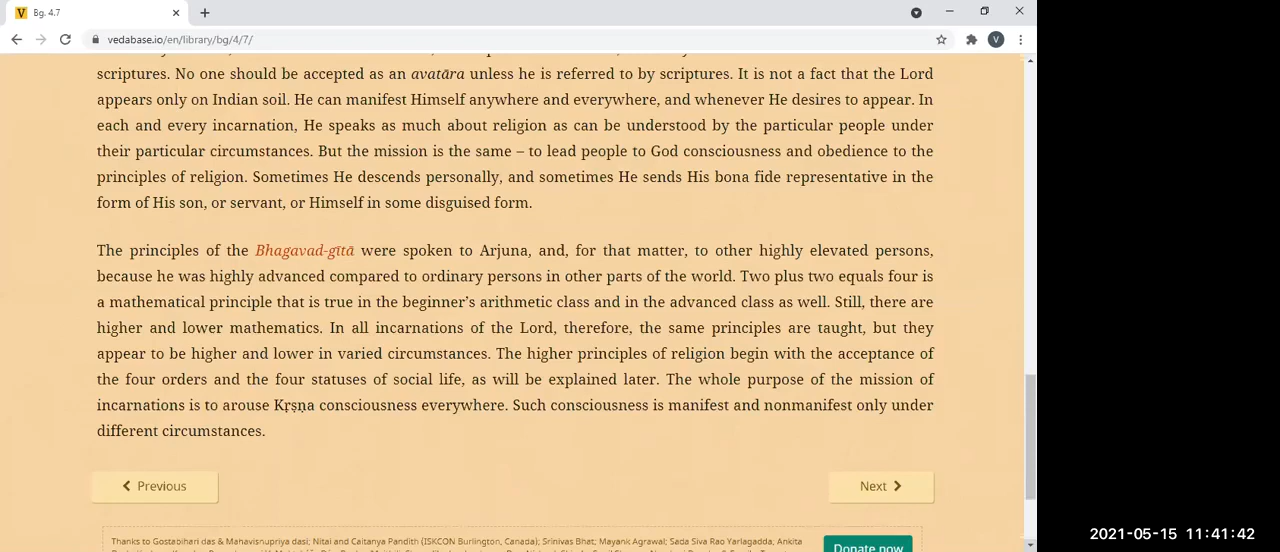 Bg. 4.7
vedabase.io/en/library/bg/4/7/
V
scriptures. No one should be accepted as an avatāra unless he is referred to by scriptures. It is not a fact that the Lord
appears only on Indian soil. He can manifest Himself anywhere and everywhere, and whenever He desires to appear. In
each and every incarnation, He speaks as much about religion as can be understood by the particular people under
their particular circumstances. But the mission is the same – to lead people to God consciousness and obedience to the
principles of religion. Sometimes He descends personally, and sometimes He sends His bona fide representative in the
form of His son, or servant, or Himself in some disguised form.
The principles of the Bhagavad-gītā were spoken to Arjuna, and, for that matter, to other highly elevated persons,
because he was highly advanced compared to ordinary persons in other parts of the world. Two plus two equals four is
a mathematical principle that is true in the beginner's arithmetic class and in the advanced class as well. Still, there are
higher and lower mathematics. In all incarnations of the Lord, therefore, the same principles are taught, but they
appear to be higher and lower in varied circumstances. The higher principles of religion begin with the acceptance of
the four orders and the four statuses of social life, as will be explained later. The whole purpose of the mission of
incarnations is to arouse Kṛṣṇa consciousness everywhere. Such consciousness is manifest and nonmanifest only under
different circumstances.
Previous
Next
Thanks to Gostabihari das & Mahavisnupriya dasi; Nitai and Caitanya Pandith (ISKCON Burlington, Canada); Srinivas Bhat; Mayank Agrawal; Sada Siva Rao Yarlagadda; Ankita
Donate now
2021-05-15 11:41:42